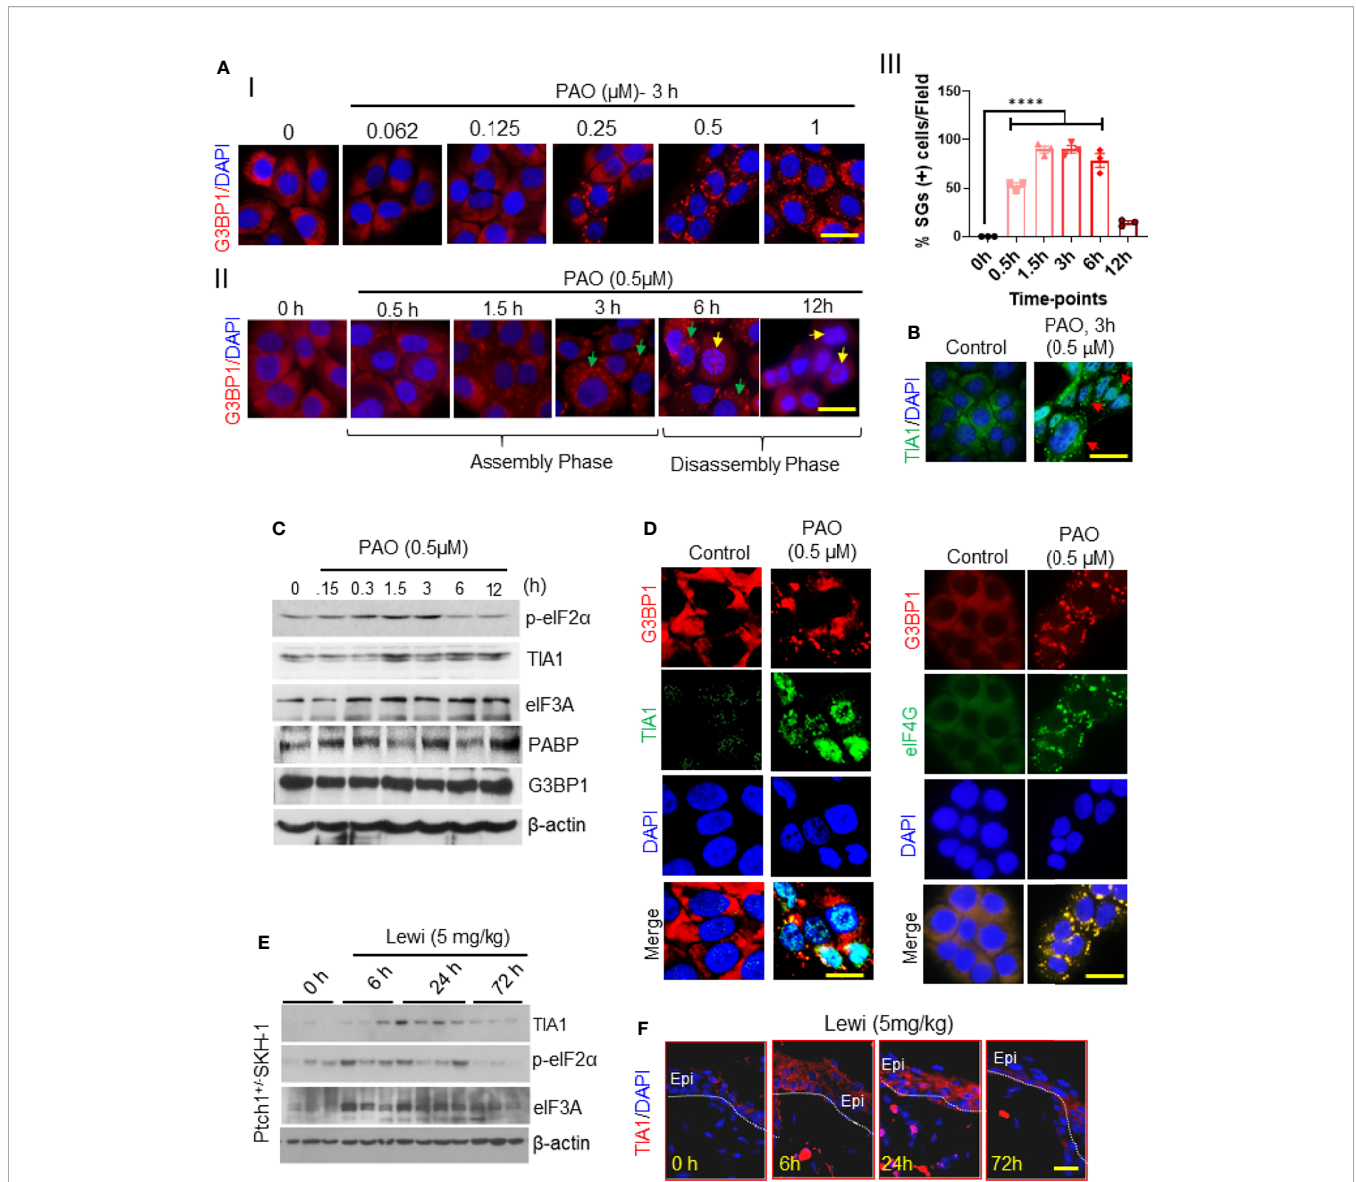 A
I
PAO (µM)- 3 h
0 0.062 0.125 0.25 0.5 1
G3BP1/DAPI
II
PAO (0.5µM)
0 h 0.5 h 1.5 h 3 h 6 h 12h
G3BP1/DAPI
Assembly Phase Disassembly Phase
III
% SGs (+) cells/Field
150
100
50
0
****
0h 0.5h 1.5h 3h 6h 12h
Time-points
B
Control
PAO, 3h
(0.5 µM)
TIA1/DAPI
C
PAO (0.5µM)
0 .15 0.3 1.5 3 6 12 (h)
p-eIF2α
TIA1
eIF3A
PABP
G3BP1
β-actin
D
Control
PAO
(0.5 µM)
G3BP1
TIA1
DAPI
Merge
Control
PAO
(0.5 µM)
G3BP1
eIF4G
DAPI
Merge
E
Lewi (5 mg/kg)
0 h 6 h 24 h 72 h
Ptch1+/-SKH-1
TIA1
p-eIF2α
eIF3A
β-actin
F
Lewi (5mg/kg)
TIA1/DAPI
Epi Epi Epi Epi
0 h 6h 24h 72h